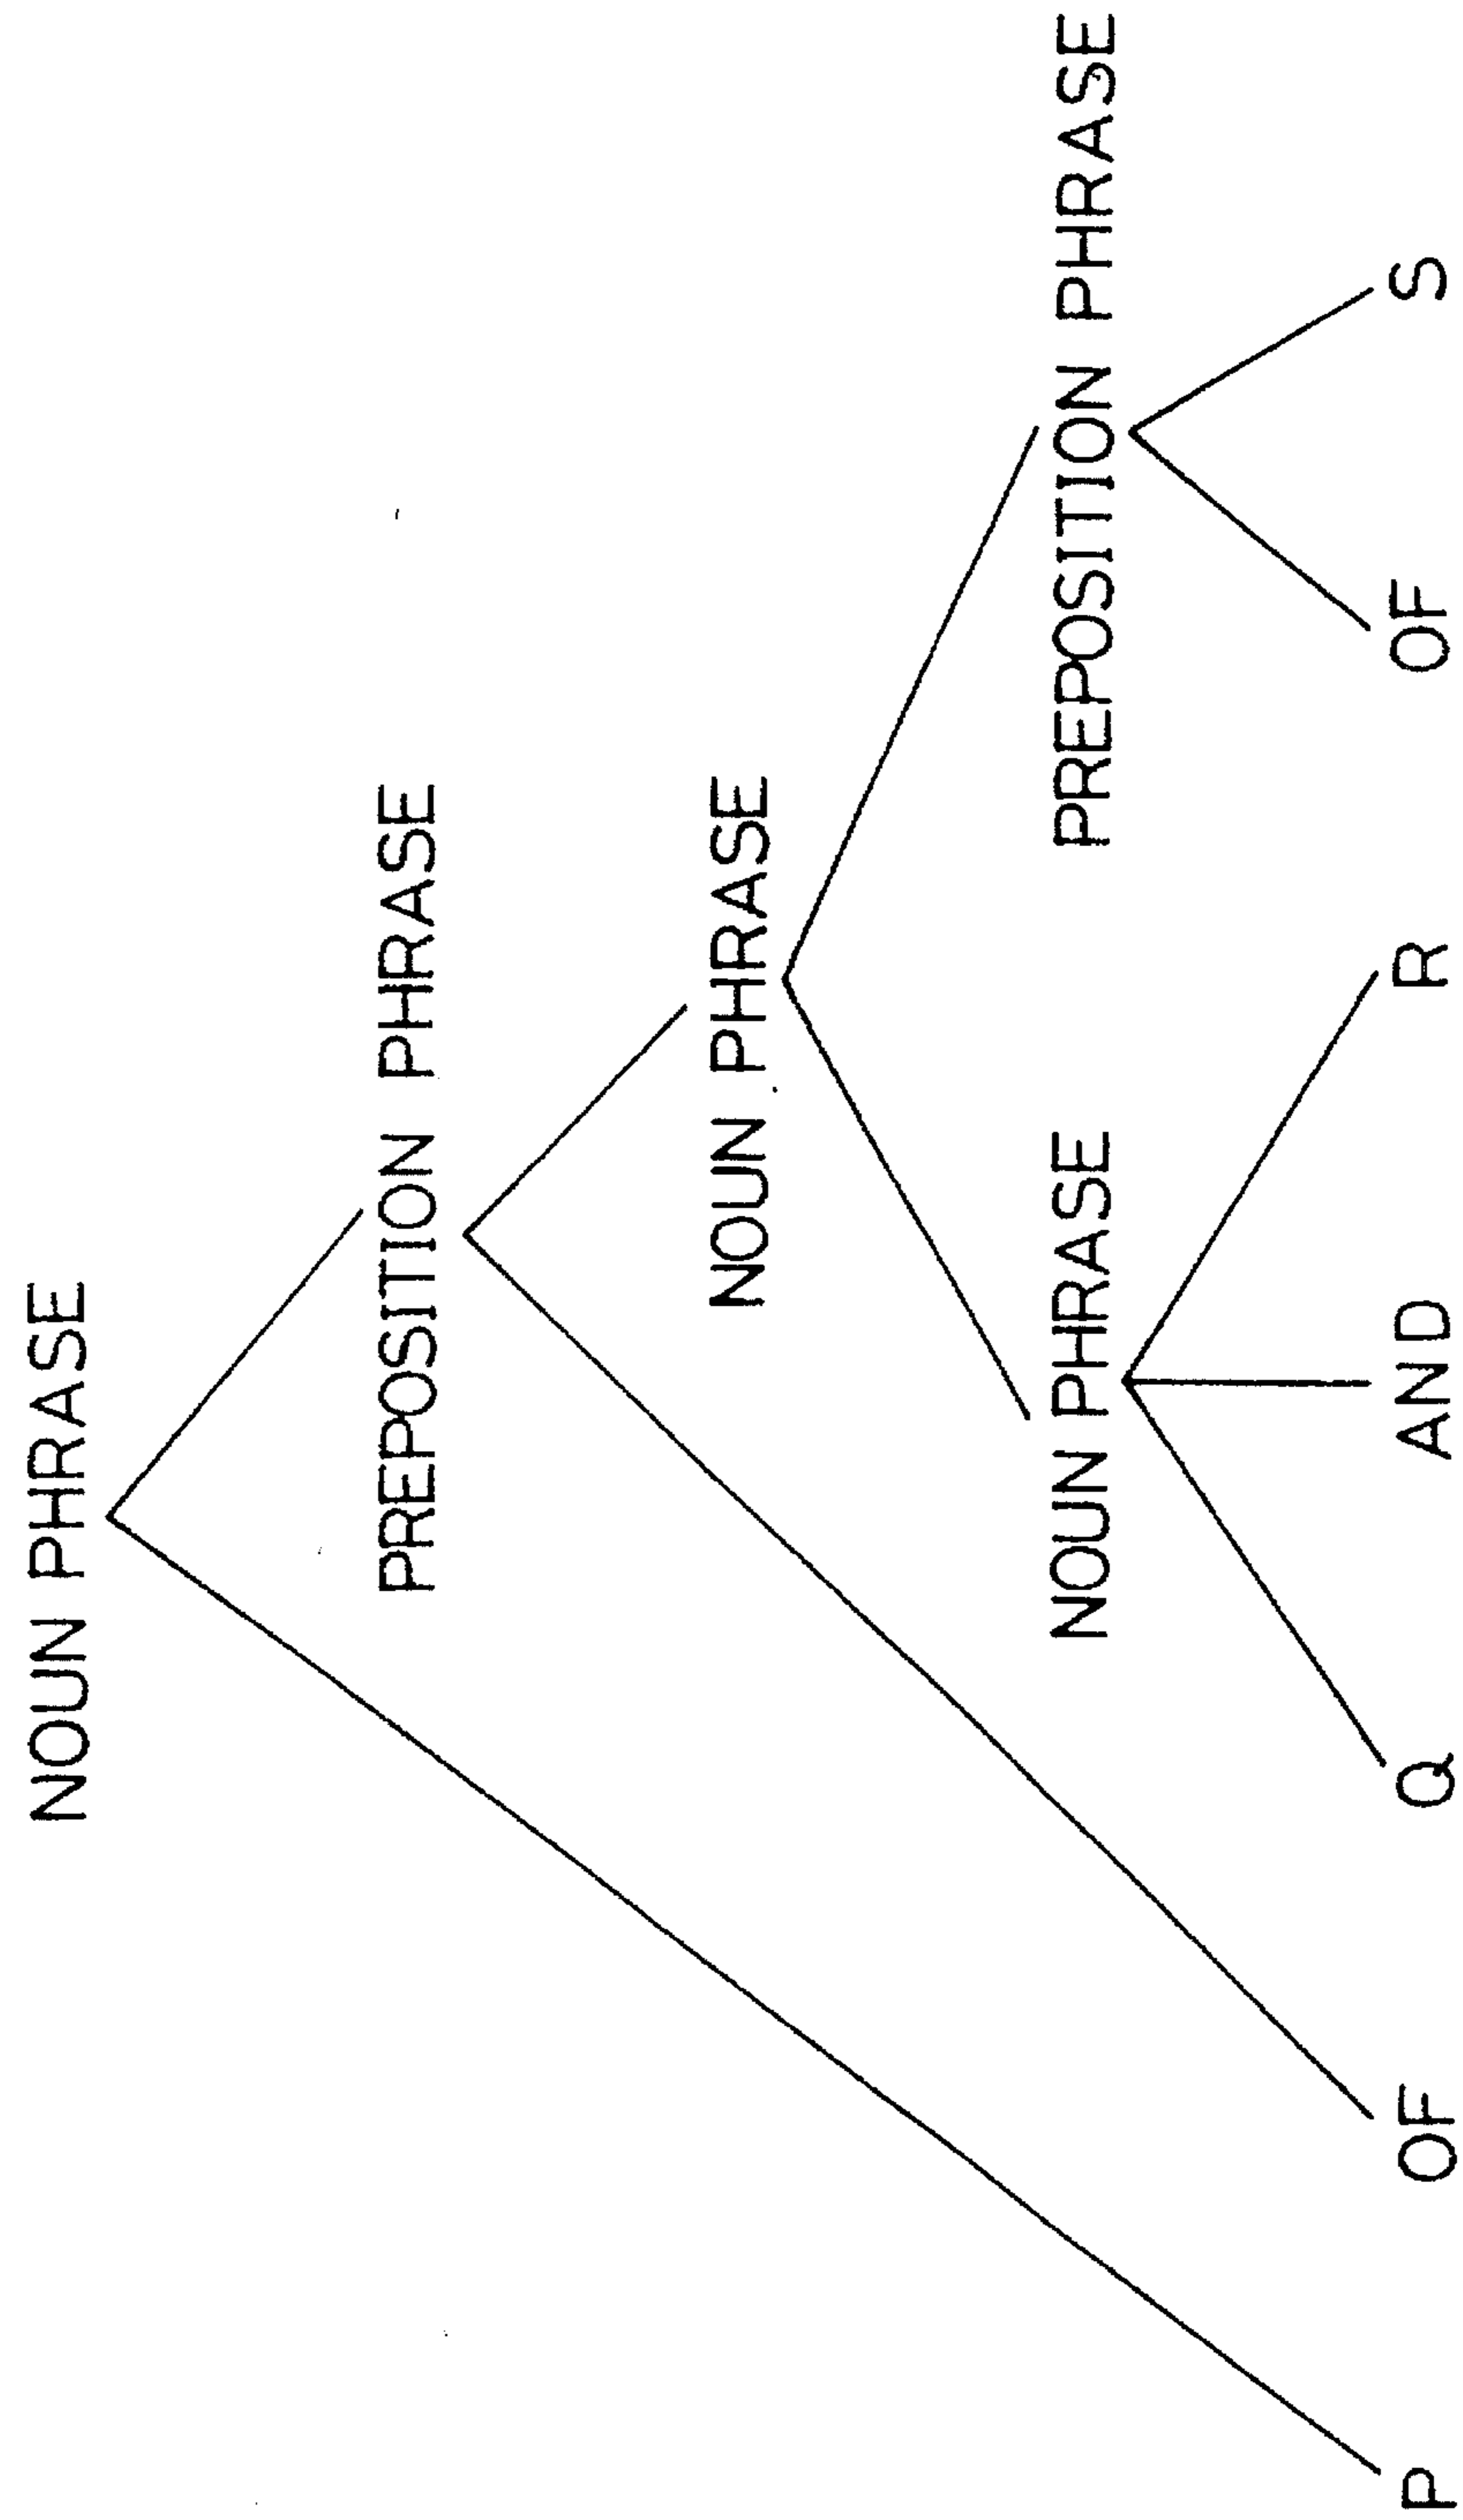 NOUN PHRASE
PREPOSITION PHRASE
NOUN PHRASE
NOUN PHRASE PREPOSITION PHRASE
P OF Q AND R OF S